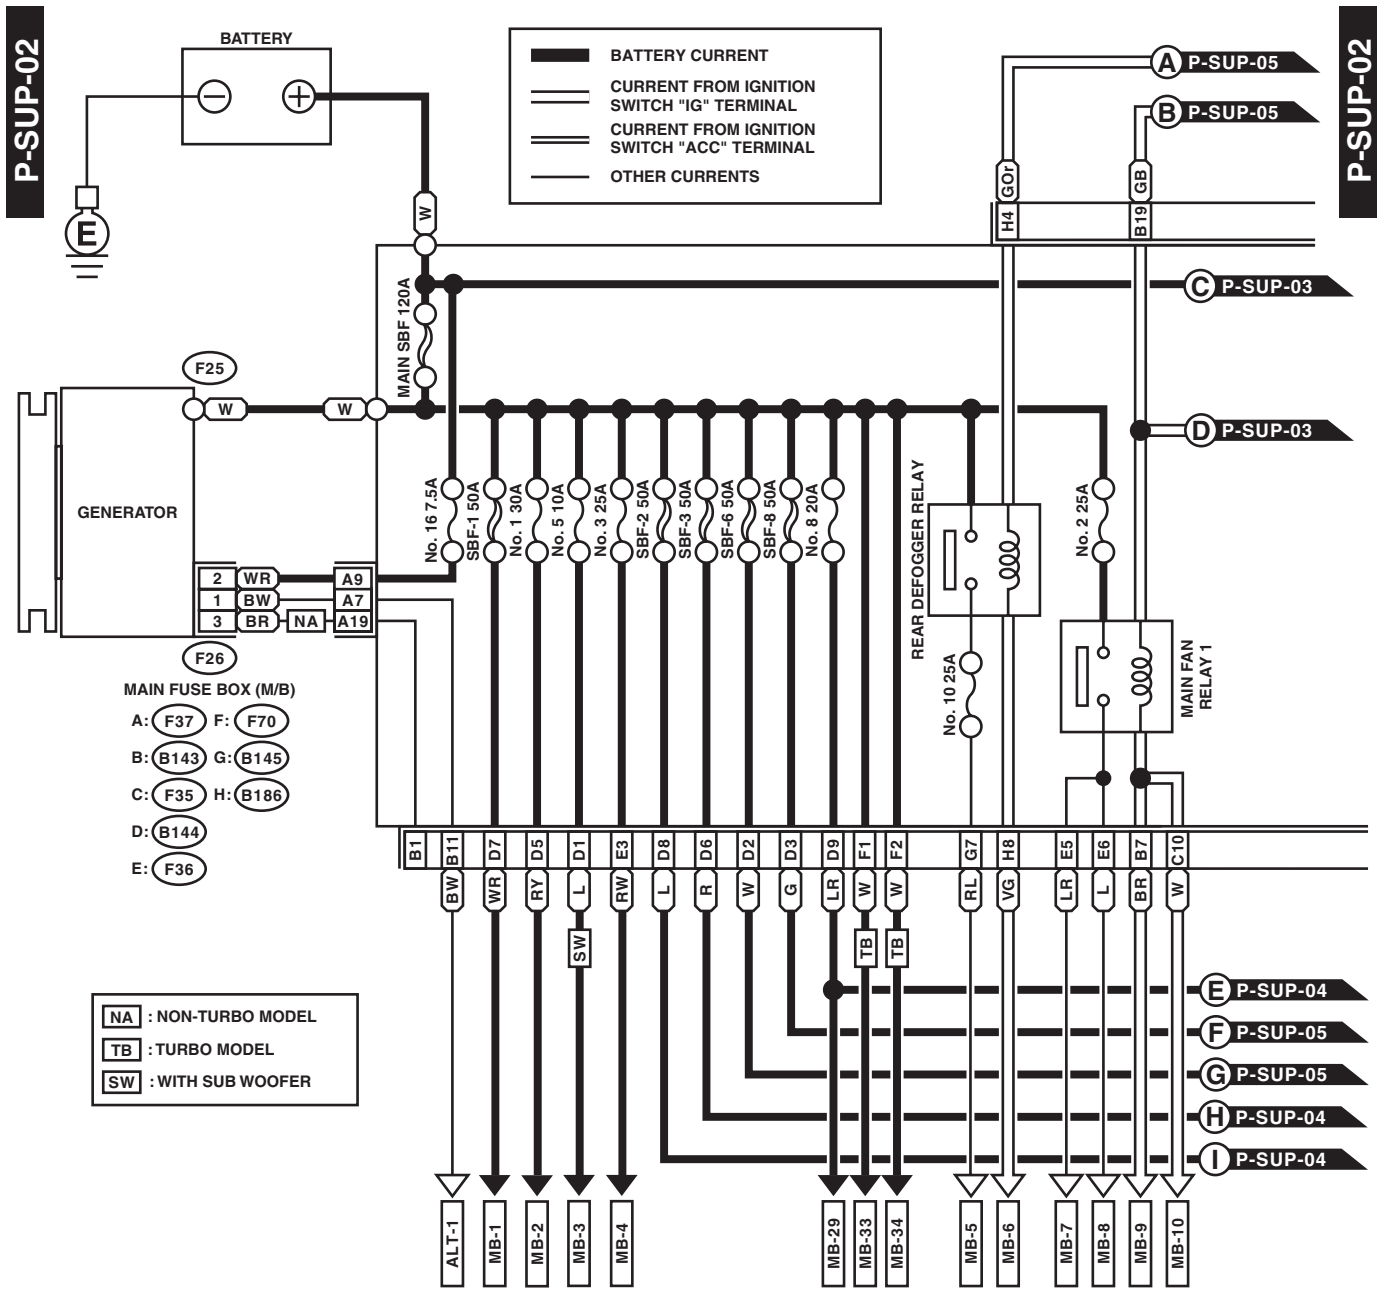 P-SUP-02
P-SUP-02
BATTERY
−
+
E
W
BATTERY CURRENT
CURRENT FROM IGNITION
SWITCH "IG" TERMINAL
CURRENT FROM IGNITION
SWITCH "ACC" TERMINAL
OTHER CURRENTS
A P-SUP-05
B P-SUP-05
GOr
GB
H4
B19
C P-SUP-03
D P-SUP-03
MAIN SBF 120A
F25
W
W
GENERATOR
2 WR A9
1 BW A7
3 BR NA A19
F26
No. 16 7.5A
SBF-1 50A
No. 1 30A
No. 5 10A
No. 3 25A
SBF-2 50A
SBF-3 50A
SBF-6 50A
SBF-8 50A
No. 8 20A
REAR DEFOGGER RELAY
No. 10 25A
No. 2 25A
MAIN FAN
RELAY 1
MAIN FUSE BOX (M/B)
A: F37 F: F70
B: B143 G: B145
C: F35 H: B186
D: B144
E: F36
B1 B11 D7 D5 D1 E3 D8 D6 D2 D3 D9 F1 F2 G7 H8 E5 E6 B7 C10
BW WR RY L RW L R W G LR W W RL VG LR L BR W
SW TB TB
E P-SUP-04
F P-SUP-05
G P-SUP-05
H P-SUP-04
I P-SUP-04
NA : NON-TURBO MODEL
TB : TURBO MODEL
SW : WITH SUB WOOFER
ALT-1 MB-1 MB-2 MB-3 MB-4 MB-29 MB-33 MB-34 MB-5 MB-6 MB-7 MB-8 MB-9 MB-10